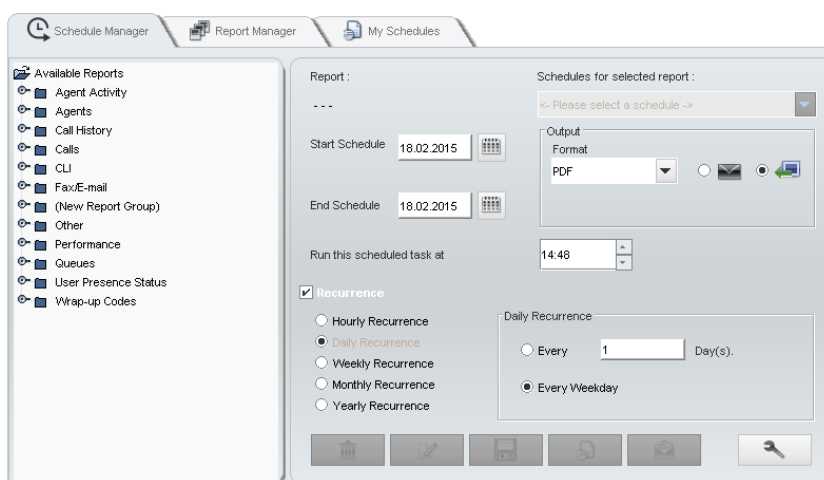 Schedule Manager
Report Manager
My Schedules
Available Reports
Agent Activity
Agents
Call History
Calls
CLI
Fax/E-mail
(New Report Group)
Other
Performance
Queues
User Presence Status
Wrap-up Codes
Report :
- - -
Schedules for selected report :
<- Please select a schedule ->
Start Schedule
18.02.2015
Output
Format
PDF
End Schedule
18.02.2015
Run this scheduled task at
14:48
Recurrence
Hourly Recurrence
Daily Recurrence
Weekly Recurrence
Monthly Recurrence
Yearly Recurrence
Daily Recurrence
Every 1 Day(s).
Every Weekday